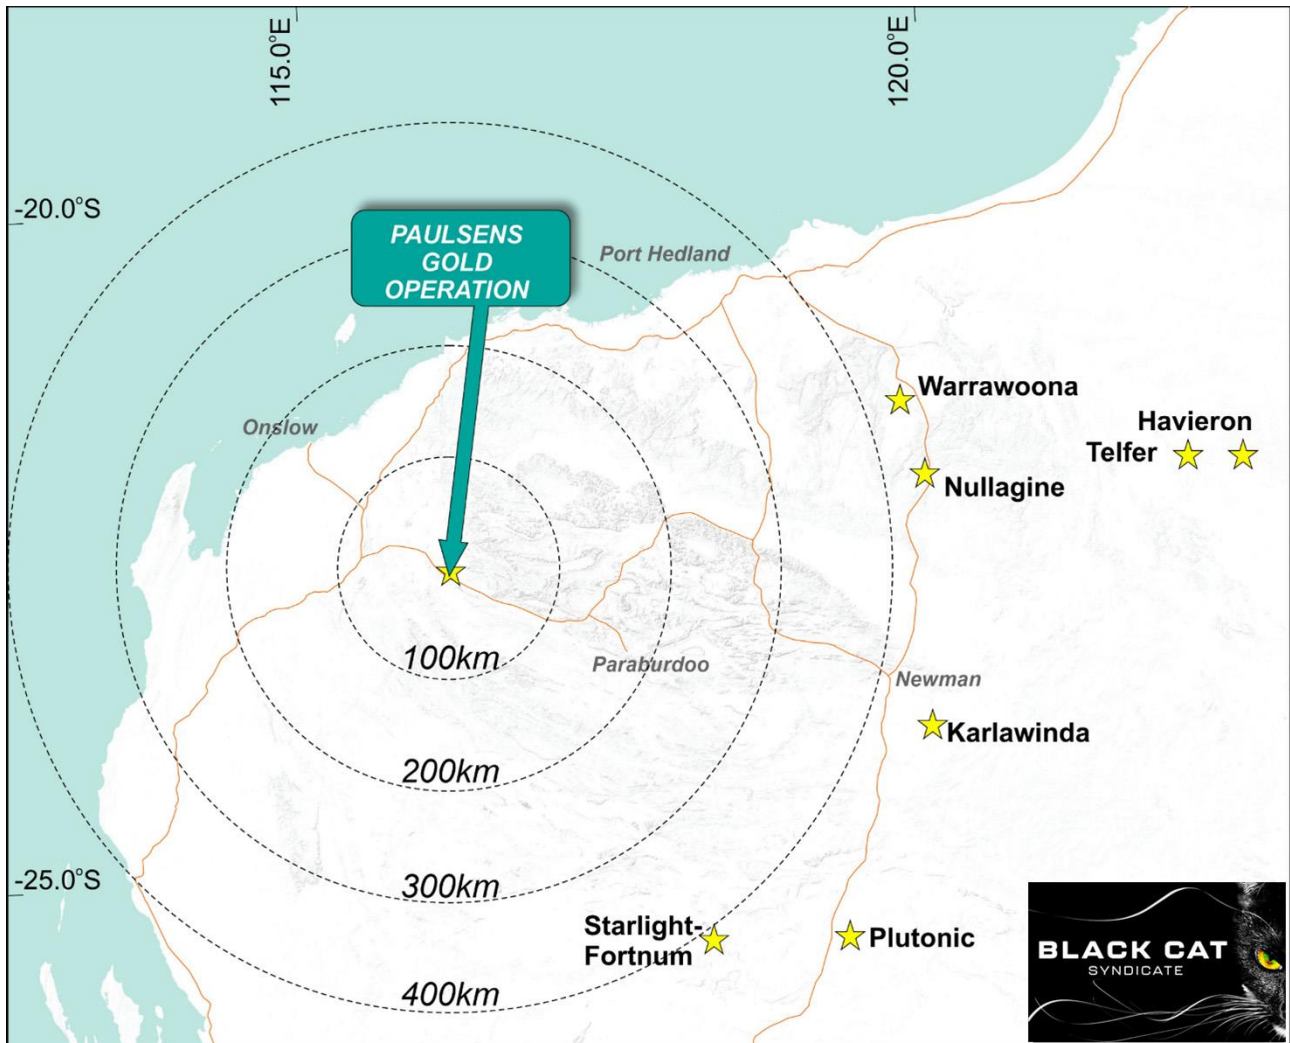 115.0°E
120.0°E
-20.0°S
PAULSENS
GOLD
OPERATION
Port Hedland
Warrawoona
Havieron
Onslow
Telfer
Nullagine
100km
Paraburdoo
Newman
Karlawinda
200km
-25.0°S
300km
Starlight-
Fortnum
Plutonic
400km
BLACK CAT
SYNDICATE